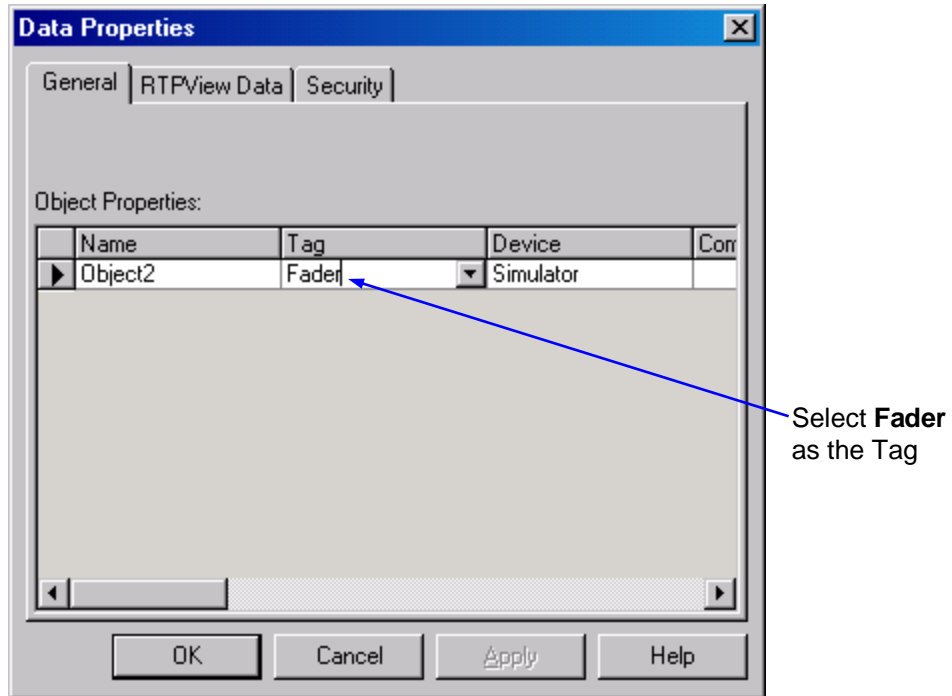 Data Properties
General RTPView Data Security
Object Properties:
Name Tag Device Com
Object2 Fader Simulator
Select Fader
as the Tag
OK Cancel Apply Help